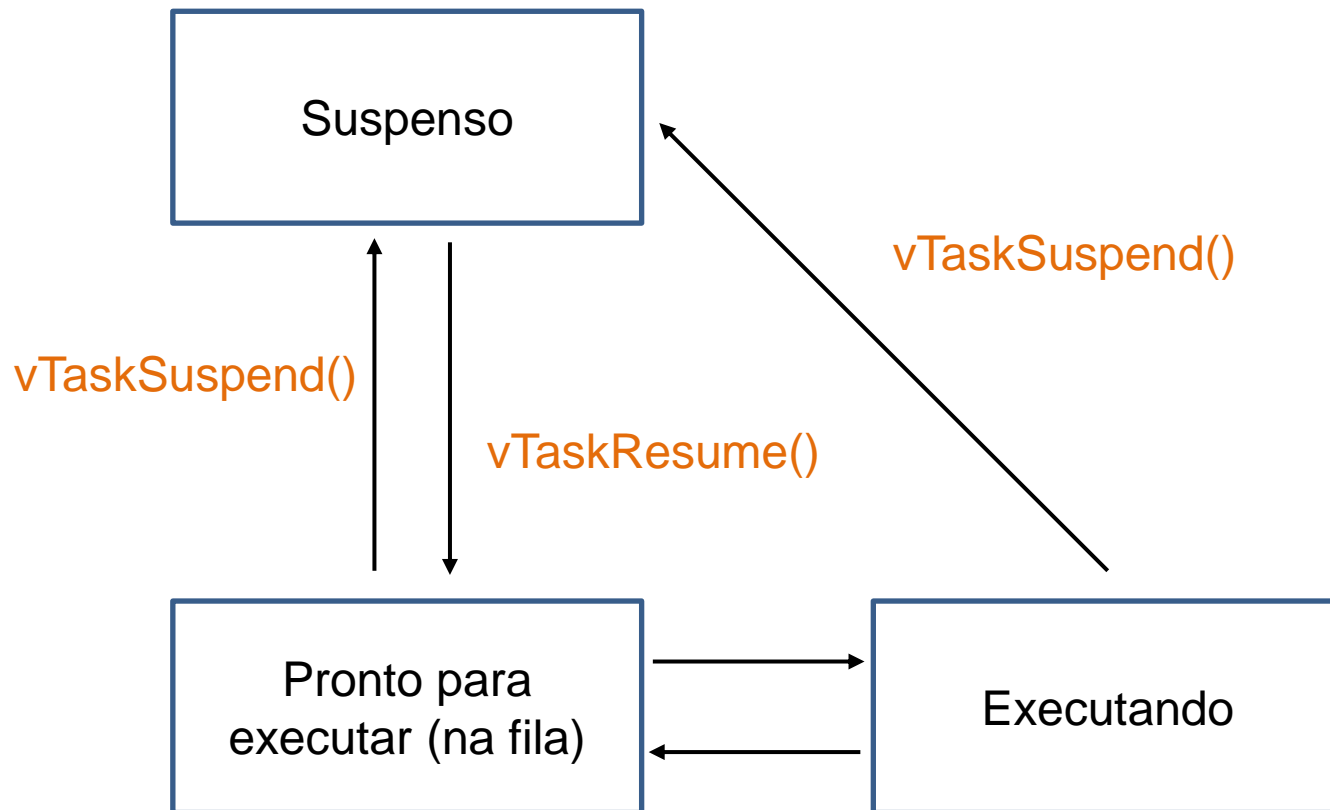 Suspenso
vTaskSuspend()
vTaskSuspend()
vTaskResume()
Pronto para
executar (na fila)
Executando